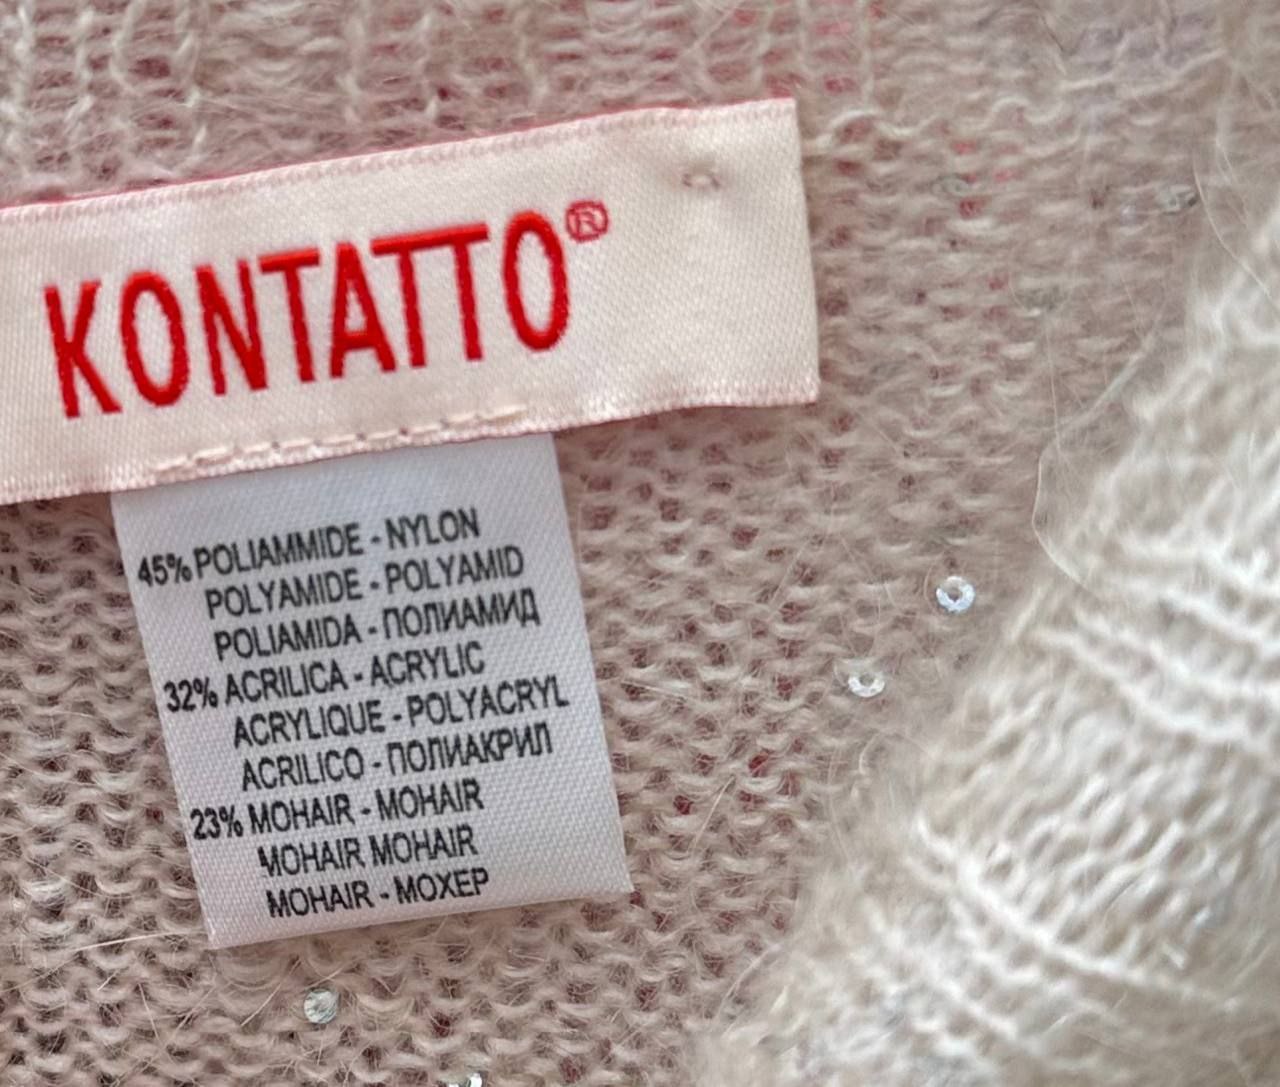 KONTATTO®
45% POLIAMMIDE - NYLON
POLYAMIDE - POLYAMID
POLIAMIDA - ПОЛИАМИД
32% ACRILICA - ACRYLIC
ACRYLIQUE - POLYACRYL
ACRILICO - ПОЛИАКРИЛ
23% MOHAIR - MOHAIR
MOHAIR MOHAIR
MOHAIR - МОХЕР